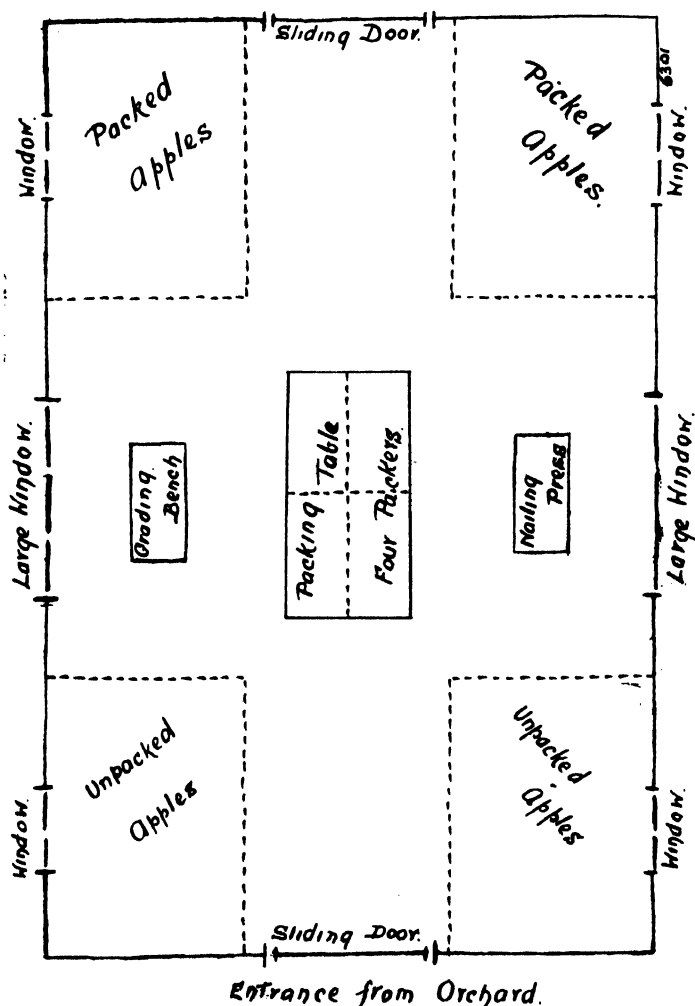 Sliding Door.
6301
Packed
Apples
Packed
Apples.
Window.
Window.
Large Window.
Grading
Bench
Packing
Table
Four Packers.
Nailing
Press
Large Window.
Unpacked
Apples
Unpacked
Apples
Window.
Window.
Sliding Door.
Entrance from Orchard.